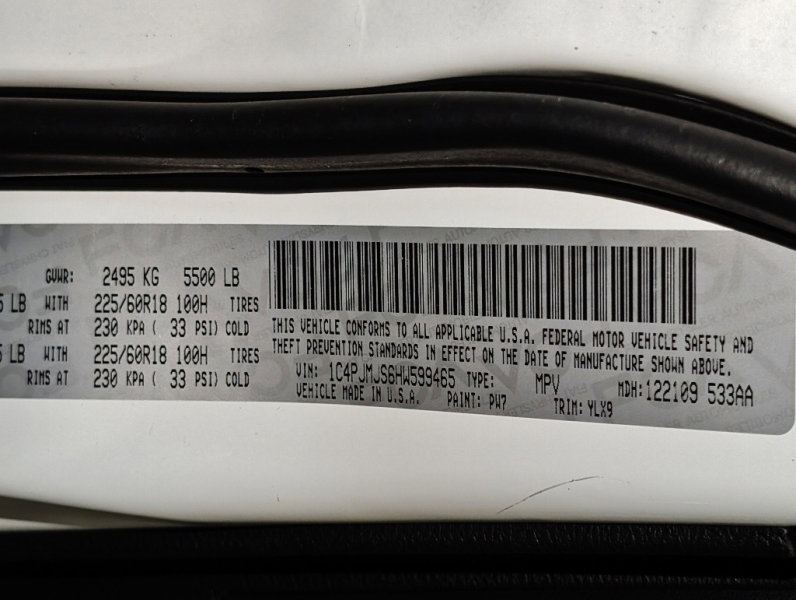 GVWR: 2495 KG 5500 LB
LB WITH 225/60R18 100H TIRES
RIMS AT 230 KPA ( 33 PSI) COLD
LB WITH 225/60R18 100H TIRES
RIMS AT 230 KPA ( 33 PSI) COLD
THIS VEHICLE CONFORMS TO ALL APPLICABLE U.S.A. FEDERAL MOTOR VEHICLE SAFETY AND
THEFT PREVENTION STANDARDS IN EFFECT ON THE DATE OF MANUFACTURE SHOWN ABOVE.
VIN: 1C4PJMJS6HW599465 TYPE: MPV MDH:122109 533AA
VEHICLE MADE IN U.S.A. PAINT: PW7 TRIM:YLX9